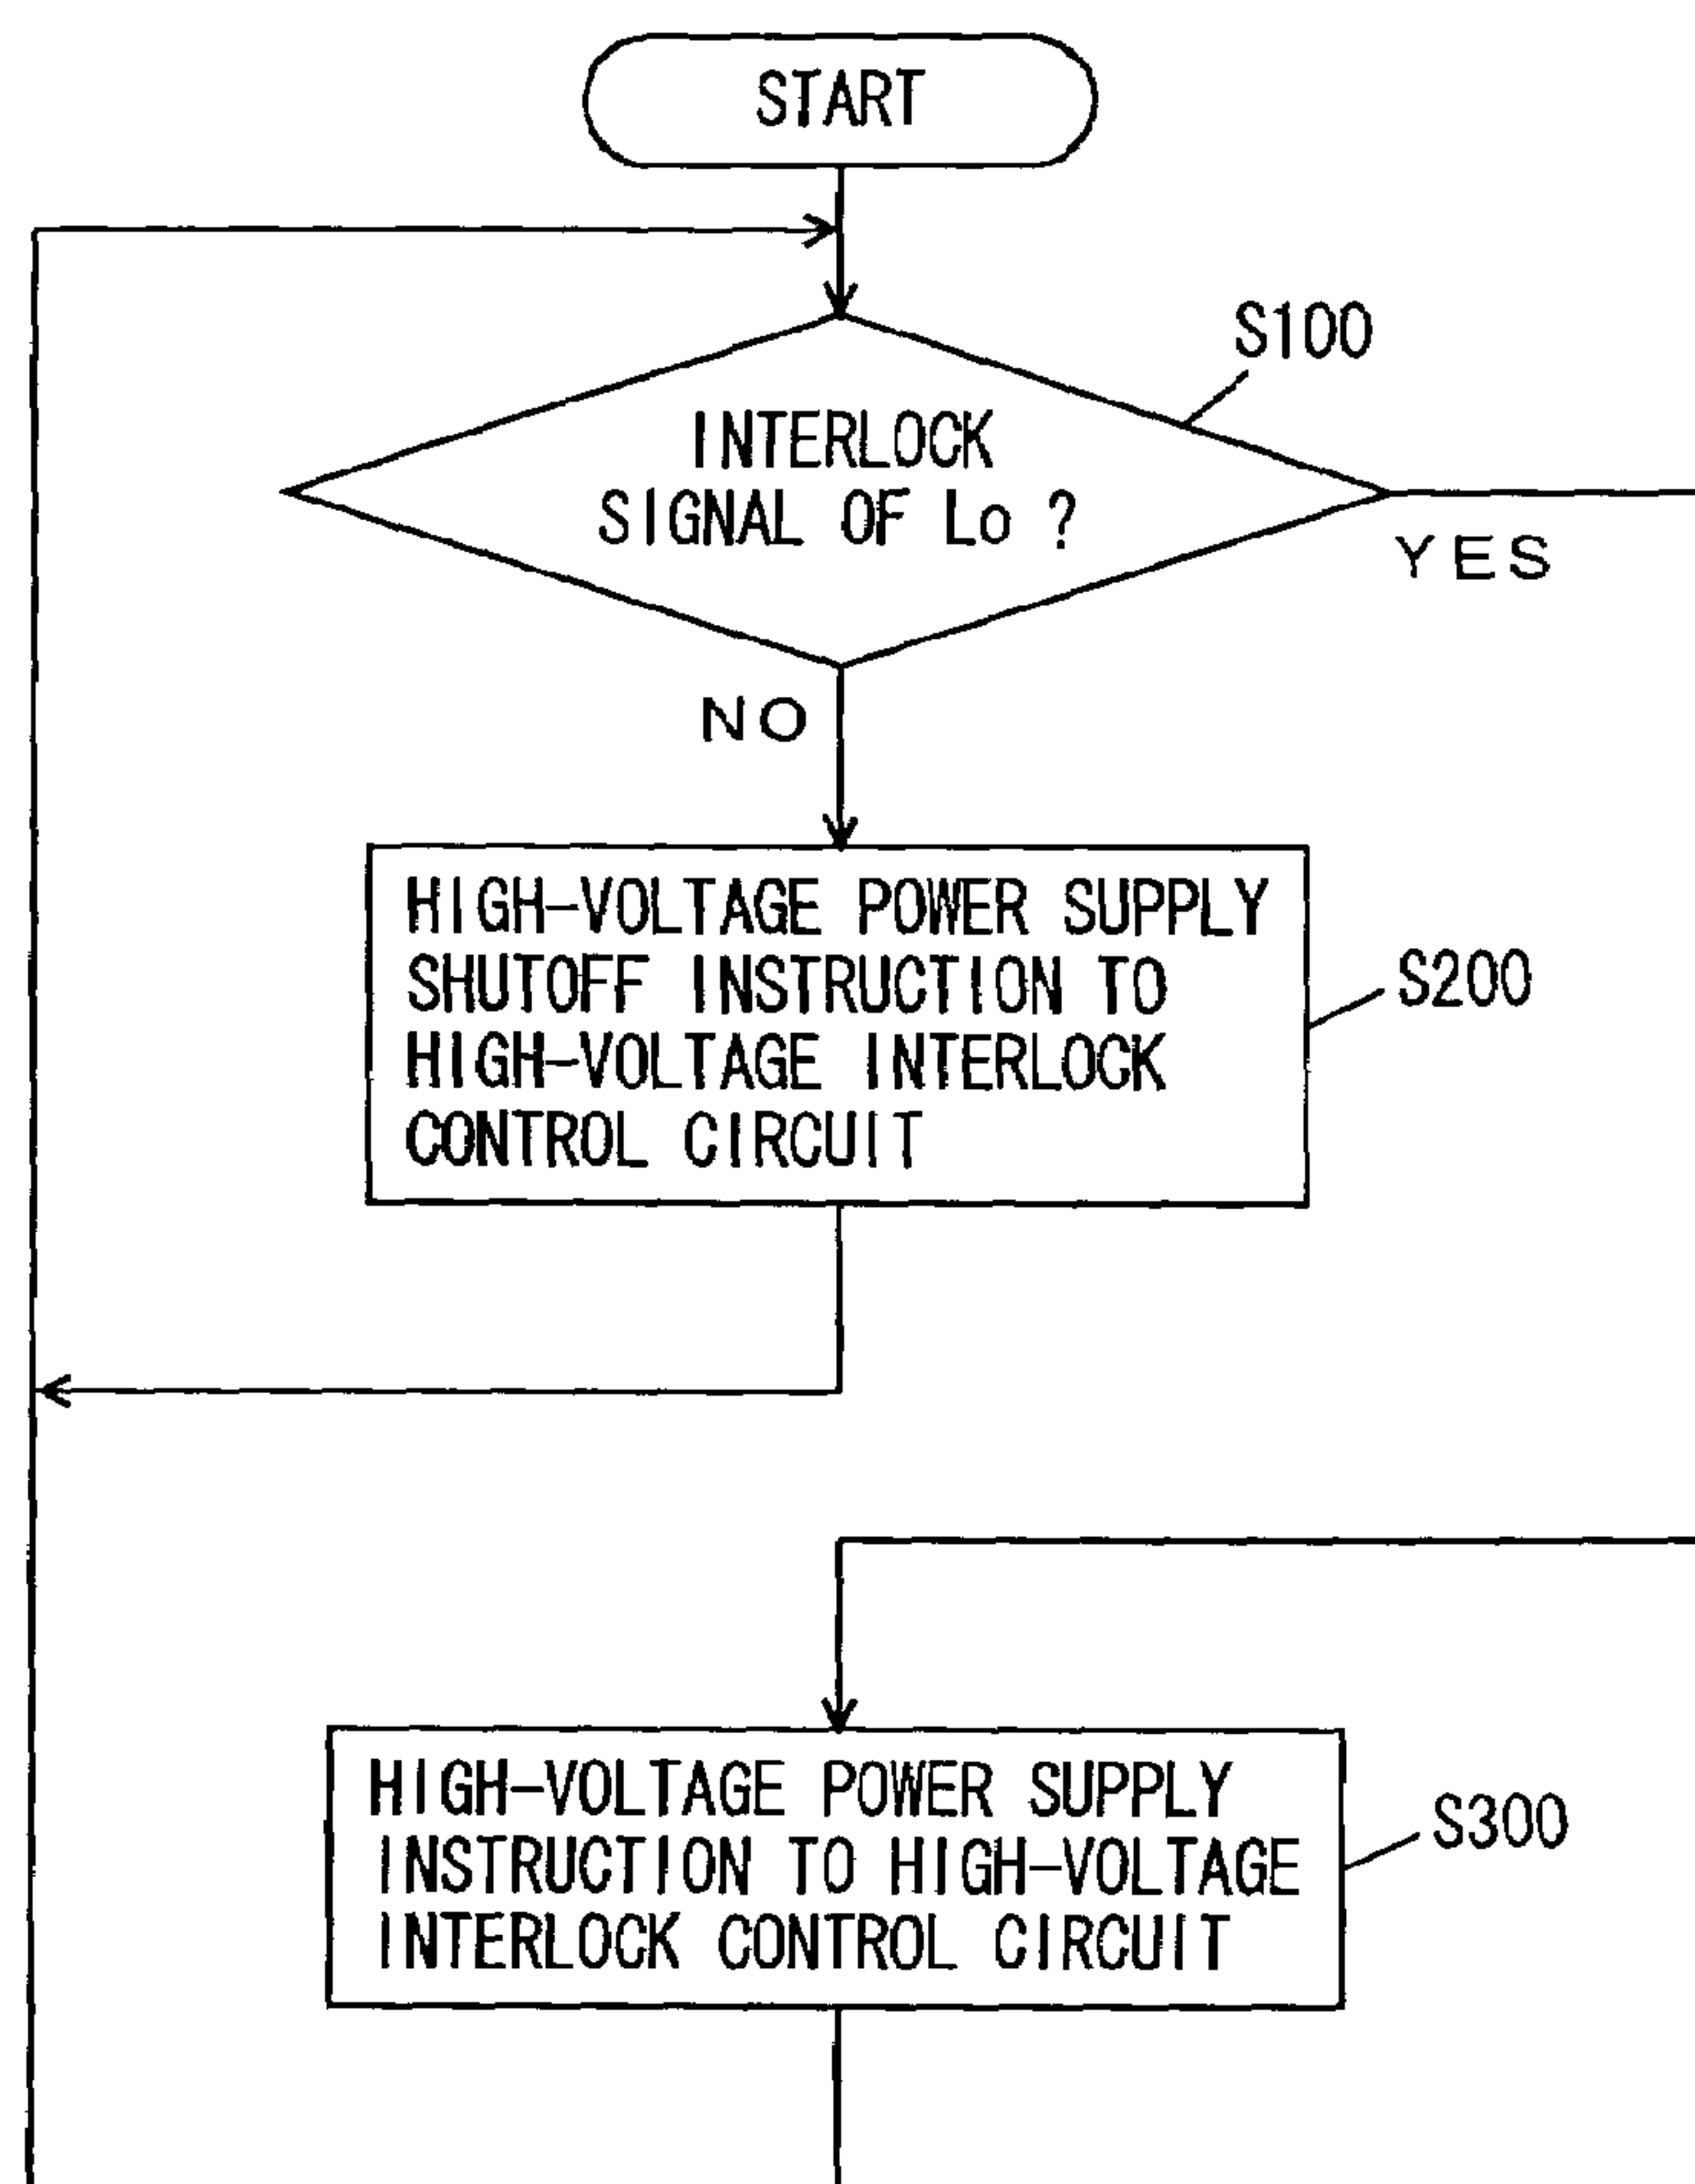 START
S100
INTERLOCK
SIGNAL OF Lo ?
YES
NO
HIGH-VOLTAGE POWER SUPPLY
SHUTOFF INSTRUCTION TO
HIGH-VOLTAGE INTERLOCK
CONTROL CIRCUIT
S200
HIGH-VOLTAGE POWER SUPPLY
INSTRUCTION TO HIGH-VOLTAGE
INTERLOCK CONTROL CIRCUIT
S300